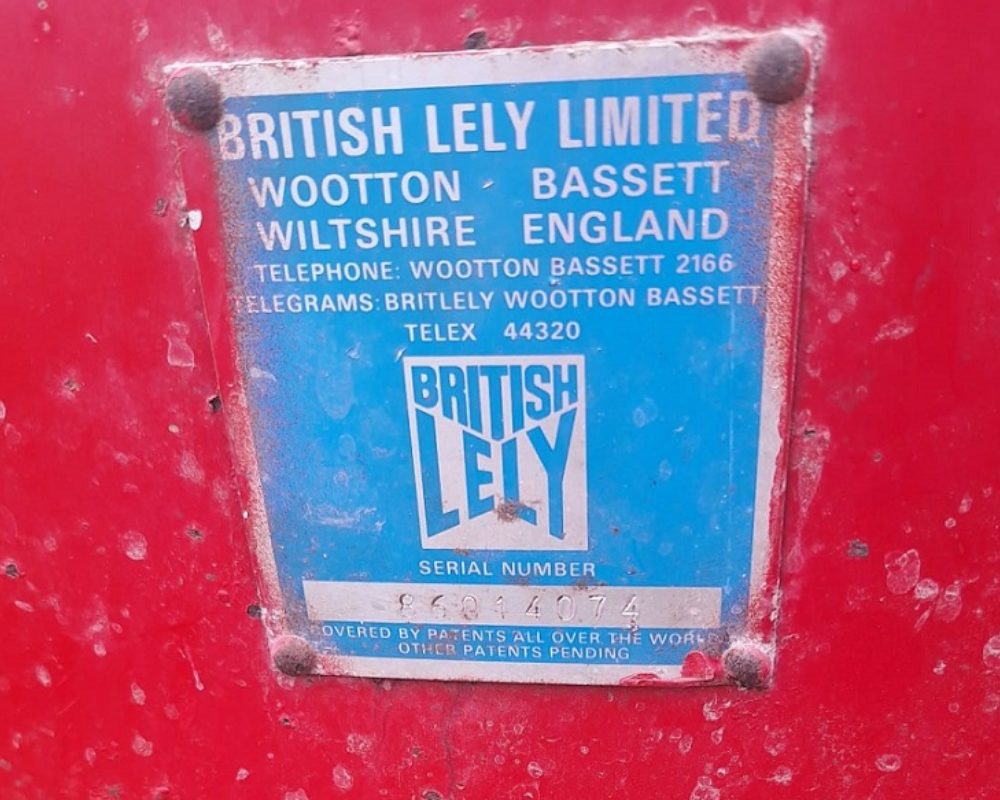 BRITISH LELY LIMITED
WOOTTON BASSETT
WILTSHIRE ENGLAND
TELEPHONE: WOOTTON BASSETT 2166
TELEGRAMS: BRITLELY WOOTTON BASSETT
TELEX 44320
BRITISH
LELY
SERIAL NUMBER
86014074
COVERED BY PATENTS ALL OVER THE WORLD
OTHER PATENTS PENDING